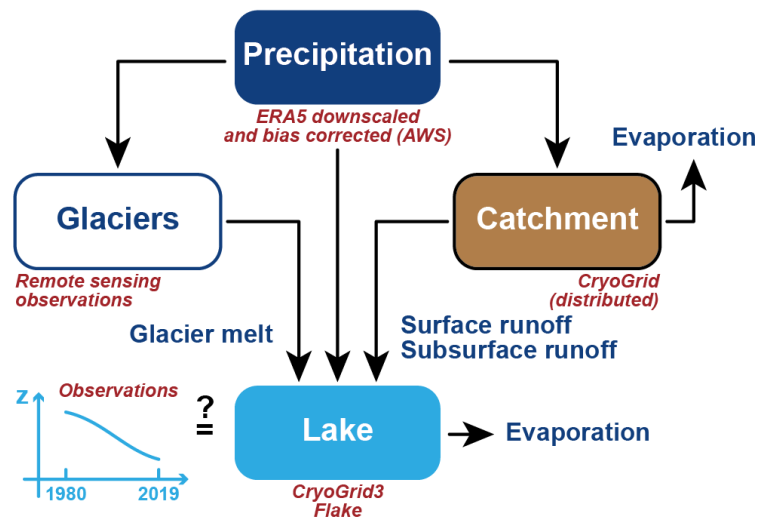 Precipitation
ERA5 downscaled
and bias corrected (AWS)
Evaporation
Glaciers
Catchment
Remote sensing
observations
CryoGrid
(distributed)
Glacier melt
Surface runoff
Subsurface runoff
Observations
z
?
=
Lake
Evaporation
1980
2019
CryoGrid3
Flake